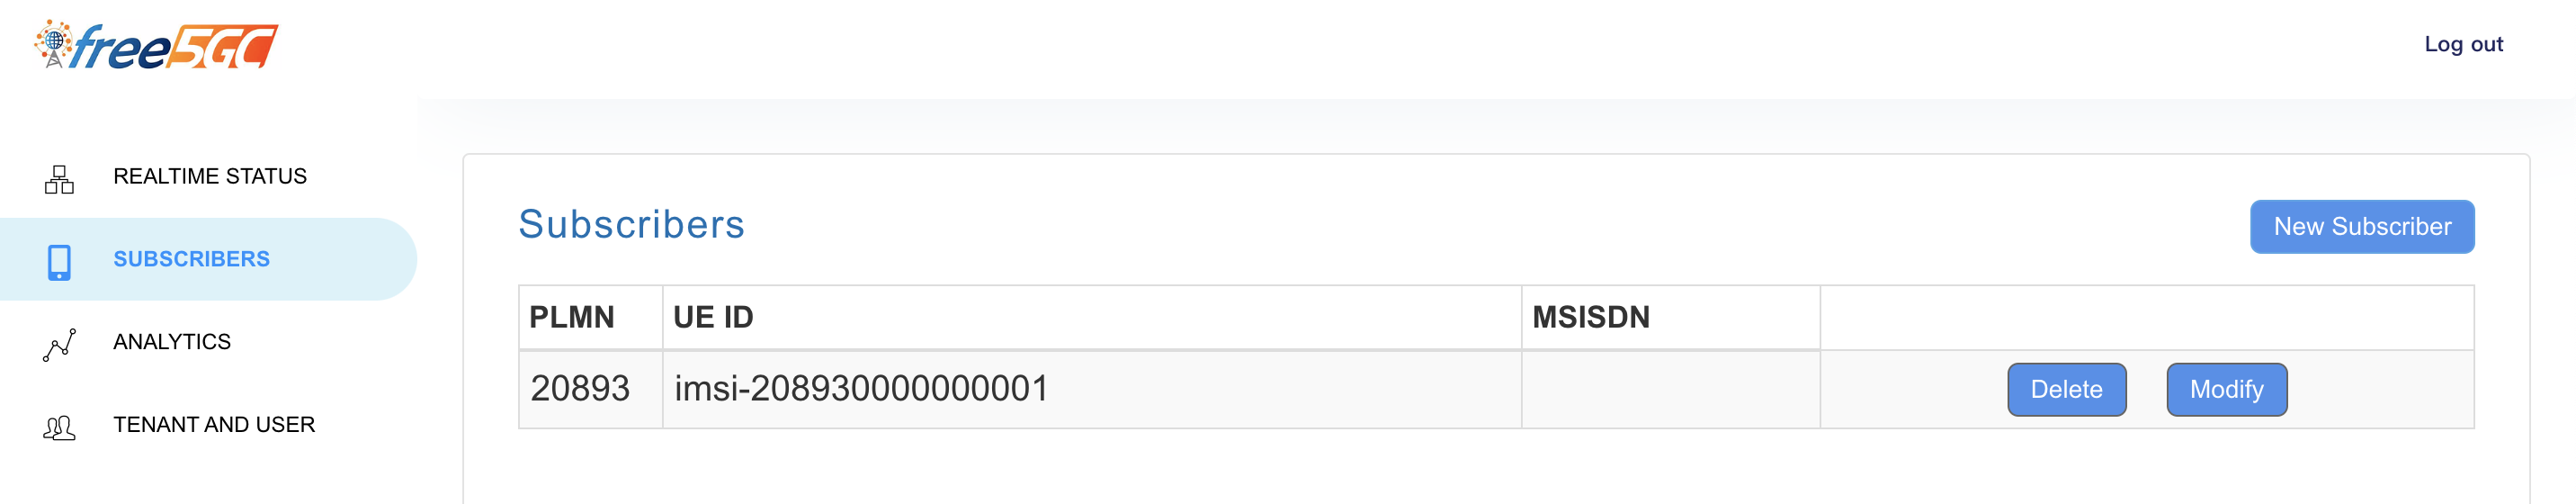 free5GC
Log out
REALTIME STATUS
SUBSCRIBERS
ANALYTICS
TENANT AND USER
Subscribers
New Subscriber
PLMN UE ID MSISDN
20893 imsi-208930000000001 Delete Modify